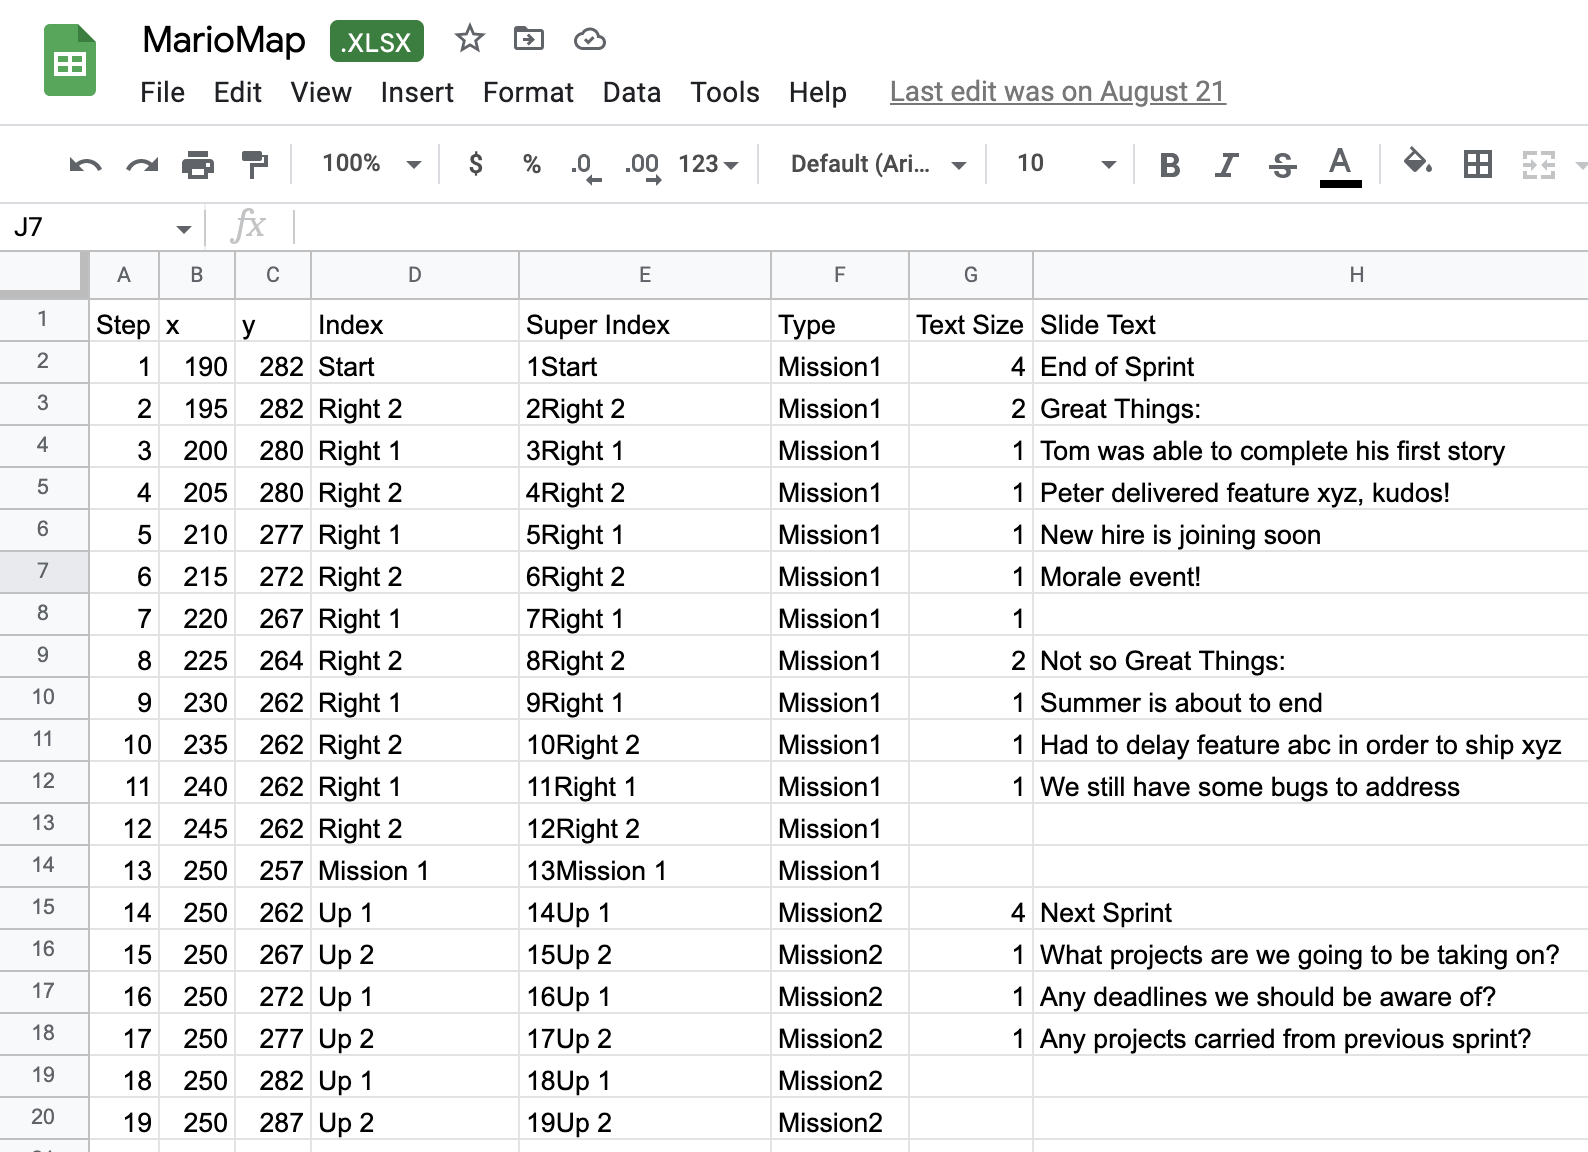 MarioMap .XLSX
File Edit View Insert Format Data Tools Help Last edit was on August 21
100% $ % .0 .00 123 Default (Ari... 10 B I S A
J7 fx
A B C D E F G H
1 Step x y Index Super Index Type Text Size Slide Text
2 1 190 282 Start 1Start Mission1 4 End of Sprint
3 2 195 282 Right 2 2Right 2 Mission1 2 Great Things:
4 3 200 280 Right 1 3Right 1 Mission1 1 Tom was able to complete his first story
5 4 205 280 Right 2 4Right 2 Mission1 1 Peter delivered feature xyz, kudos!
6 5 210 277 Right 1 5Right 1 Mission1 1 New hire is joining soon
7 6 215 272 Right 2 6Right 2 Mission1 1 Morale event!
8 7 220 267 Right 1 7Right 1 Mission1 1
9 8 225 264 Right 2 8Right 2 Mission1 2 Not so Great Things:
10 9 230 262 Right 1 9Right 1 Mission1 1 Summer is about to end
11 10 235 262 Right 2 10Right 2 Mission1 1 Had to delay feature abc in order to ship xyz
12 11 240 262 Right 1 11Right 1 Mission1 1 We still have some bugs to address
13 12 245 262 Right 2 12Right 2 Mission1
14 13 250 257 Mission 1 13Mission 1 Mission1
15 14 250 262 Up 1 14Up 1 Mission2 4 Next Sprint
16 15 250 267 Up 2 15Up 2 Mission2 1 What projects are we going to be taking on?
17 16 250 272 Up 1 16Up 1 Mission2 1 Any deadlines we should be aware of?
18 17 250 277 Up 2 17Up 2 Mission2 1 Any projects carried from previous sprint?
19 18 250 282 Up 1 18Up 1 Mission2
20 19 250 287 Up 2 19Up 2 Mission2